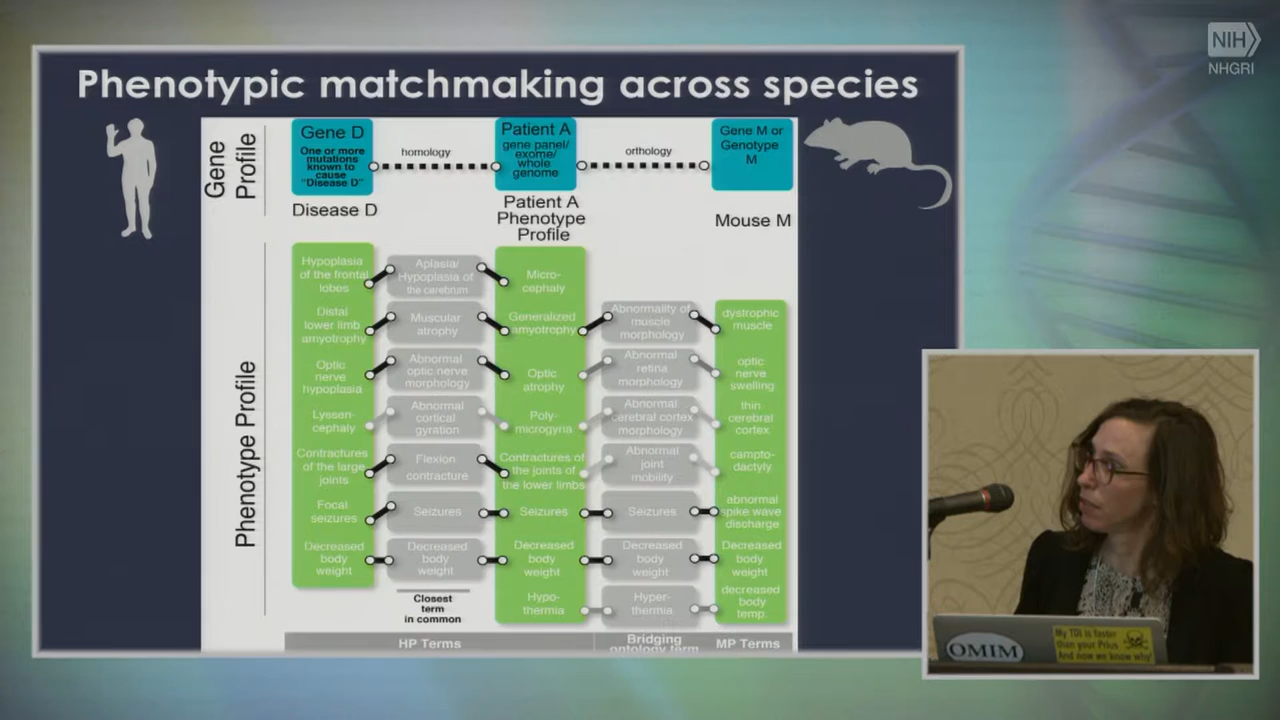 NIH
NHGRI
Phenotypic matchmaking across species
Gene
Profile
Gene D
One or more
mutations
known to
cause
"Disease D"
homology
Patient A
gene panel/
exome/
whole
genome
orthology
Gene M or
Genotype
M
Disease D
Patient A
Phenotype
Profile
Mouse M
Phenotype Profile
Hypoplasia
of the frontal
lobes
Aplasia/
Hypoplasia of
the cerebrum
Micro-
cephaly
Distal
lower limb
amyotrophy
Muscular
atrophy
Generalized
amyotrophy
Abnormality of
muscle
morphology
dystrophic
muscle
Optic
nerve
hypoplasia
Abnormal
optic nerve
morphology
Optic
atrophy
Abnormal
retina
morphology
optic
nerve
swelling
Lyssen-
cephaly
Abnormal
cortical
gyration
Poly-
microgyria
Abnormal
cerebral cortex
morphology
thin
cerebral
cortex
Contractures
of the large
joints
Flexion
contracture
Contractures of
the joints of
the lower limbs
Abnormal
joint
mobility
campto-
dactyly
Focal
seizures
Seizures
Seizures
Seizures
abnormal
spike wave
discharge
Decreased
body
weight
Decreased
body
weight
Decreased
body
weight
Decreased
body
weight
Decreased
body
weight
Closest
term
in common
Hypo-
thermia
Hyper-
thermia
decreased
body
temp.
HP Terms
Bridging
ontology term
MP Terms
OMIM
My TDI is faster
than your Prius
And now we know why!